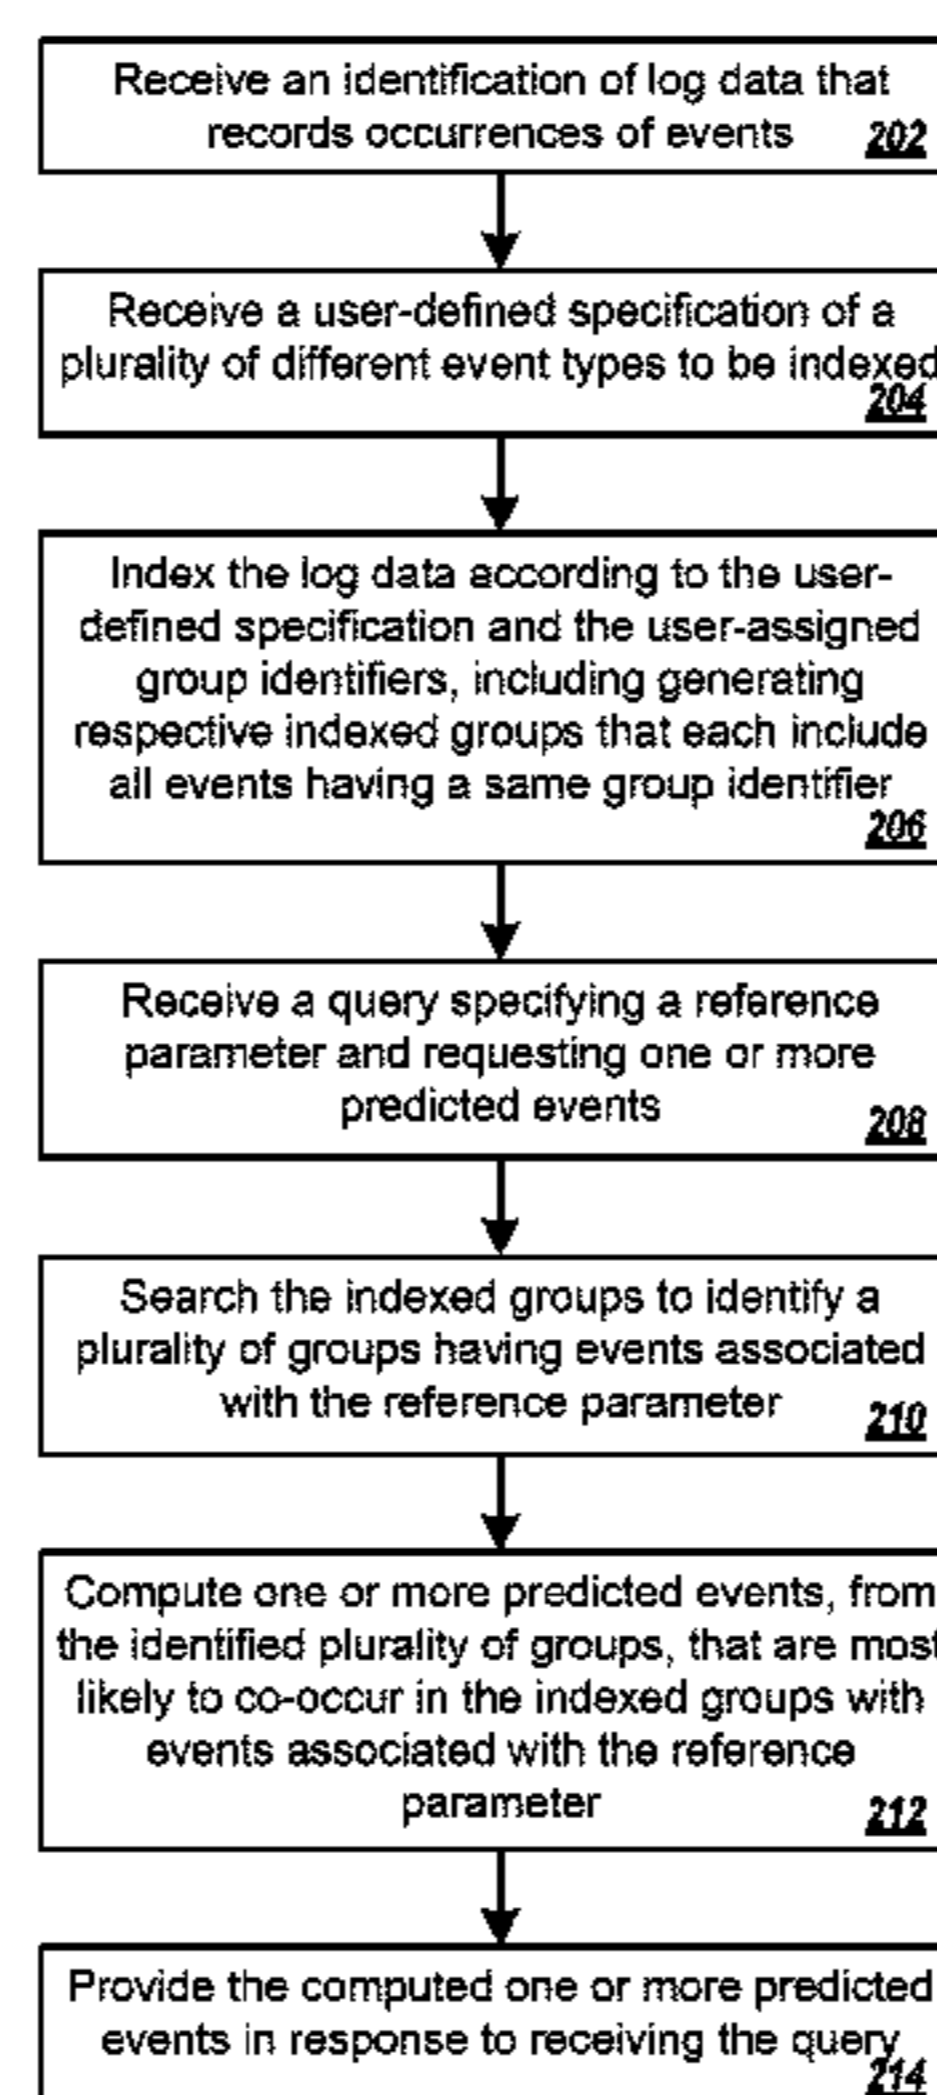 Receive an identification of log data that
records occurrences of events 202
Receive a user-defined specification of a
plurality of different event types to be indexed
204
Index the log data according to the user-
defined specification and the user-assigned
group identifiers, including generating
respective indexed groups that each include
all events having a same group identifier
206
Receive a query specifying a reference
parameter and requesting one or more
predicted events
208
Search the indexed groups to identify a
plurality of groups having events associated
with the reference parameter
210
Compute one or more predicted events, from
the identified plurality of groups, that are most
likely to co-occur in the indexed groups with
events associated with the reference
parameter
212
Provide the computed one or more predicted
events in response to receiving the query
214